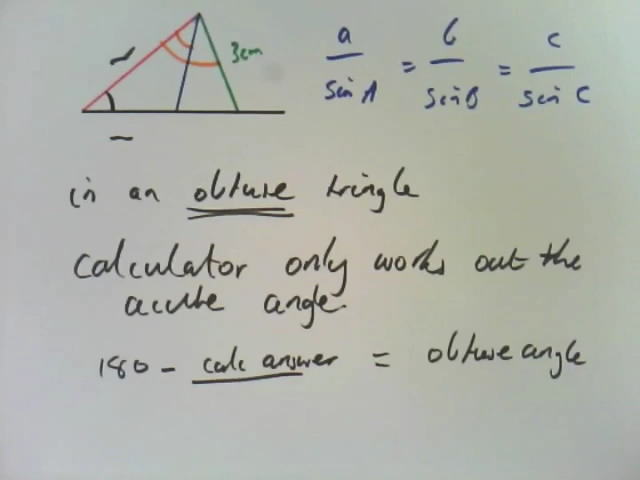 3cm
a/sin A = b/sin B = c/sin C
in an obtuse tringle
calculator only works out the
acute angle.
180 - calc answer = obtuse angle